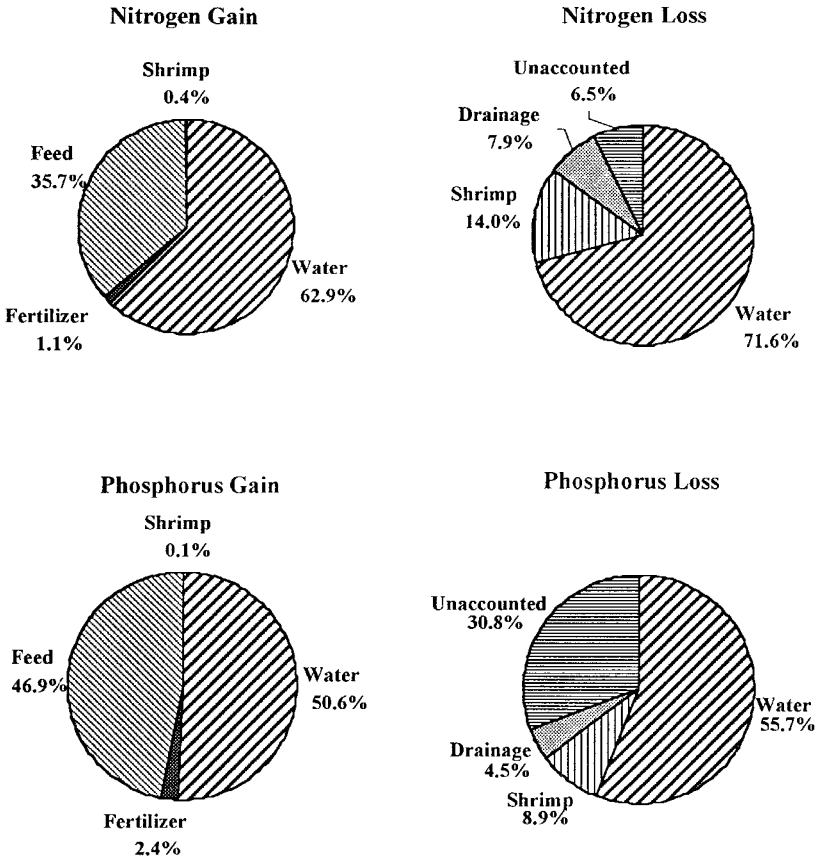 Nitrogen Gain
Shrimp
0.4%
Feed
35.7%
Water
62.9%
Fertilizer
1.1%
Nitrogen Loss
Unaccounted
6.5%
Drainage
7.9%
Shrimp
14.0%
Water
71.6%
Phosphorus Gain
Shrimp
0.1%
Feed
46.9%
Water
50.6%
Fertilizer
2.4%
Phosphorus Loss
Unaccounted
30.8%
Water
55.7%
Drainage
4.5%
Shrimp
8.9%